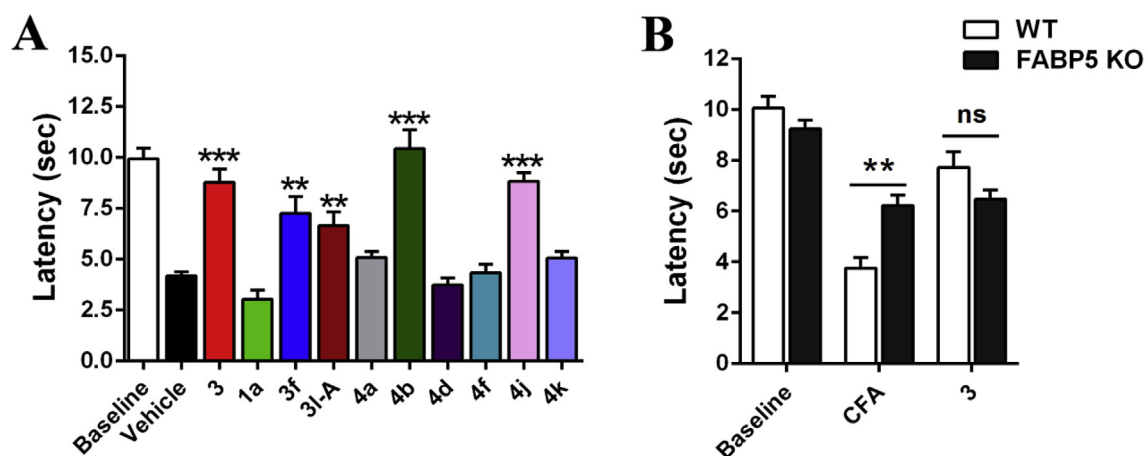 A
Latency (sec)
15.0
12.5
10.0
7.5
5.0
2.5
0.0
***
**
**
***
***
Baseline
Vehicle
3
1a
3f
3l-A
4a
4b
4d
4f
4j
4k
B
WT
FABP5 KO
Latency (sec)
12
10
8
6
4
2
0
**
ns
Baseline
CFA
3